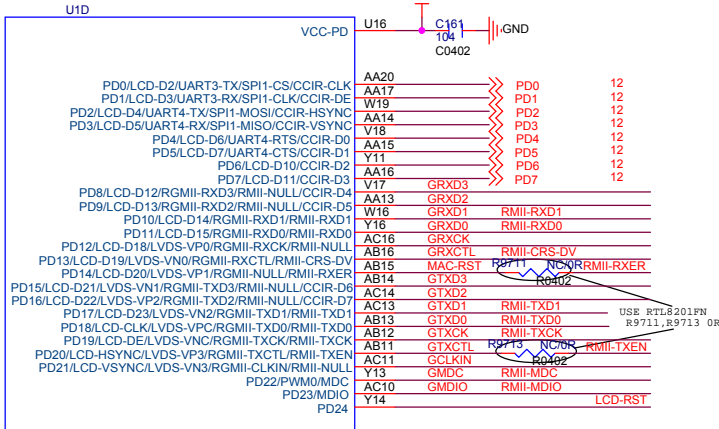 U1D
VCC-PD U16 C161 GND
104
C0402
PD0/LCD-D2/UART3-TX/SPI1-CS/CCIR-CLK AA20 PD0 12
PD1/LCD-D3/UART3-RX/SPI1-CLK/CCIR-DE AA17 PD1 12
PD2/LCD-D4/UART4-TX/SPI1-MOSI/CCIR-HSYNC W19 PD2 12
PD3/LCD-D5/UART4-RX/SPI1-MISO/CCIR-VSYNC AA14 PD3 12
PD4/LCD-D6/UART4-RTS/CCIR-D0 V18 PD4 12
PD5/LCD-D7/UART4-CTS/CCIR-D1 AA15 PD5 12
PD6/LCD-D10/CCIR-D2 Y11 PD6 12
PD7/LCD-D11/CCIR-D3 AA16 PD7 12
PD8/LCD-D12/RGMII-RXD3/RMII-NULL/CCIR-D4 V17 GRXD3
PD9/LCD-D13/RGMII-RXD2/RMII-NULL/CCIR-D5 AA13 GRXD2
PD10/LCD-D14/RGMII-RXD1/RMII-RXD1 W16 GRXD1 RMII-RXD1
PD11/LCD-D15/RGMII-RXD0/RMII-RXD0 Y16 GRXD0 RMII-RXD0
PD12/LCD-D18/LVDS-VP0/RGMII-RXCK/RMII-NULL AC16 GRXCK
PD13/LCD-D19/LVDS-VN0/RGMII-RXCTL/RMII-CRS-DV AB16 GRXCTL RMII-CRS-DV
PD14/LCD-D20/LVDS-VP1/RGMII-NULL/RMII-RXER AB15 MAC-RST R9711 NC/0R RMII-RXER
R0402
PD15/LCD-D21/LVDS-VN1/RGMII-TXD3/RMII-NULL/CCIR-D6 AB14 GTXD3
PD16/LCD-D22/LVDS-VP2/RGMII-TXD2/RMII-NULL/CCIR-D7 AC14 GTXD2
PD17/LCD-D23/LVDS-VN2/RGMII-TXD1/RMII-TXD1 AC13 GTXD1 RMII-TXD1
USE RTL8201FN
PD18/LCD-CLK/LVDS-VPC/RGMII-TXD0/RMII-TXD0 AB13 GTXD0 RMII-TXD0
R9711,R9713 0R
PD19/LCD-DE/LVDS-VNC/RGMII-TXCK/RMII-TXCK AB12 GTXCK RMII-TXCK
PD20/LCD-HSYNC/LVDS-VP3/RGMII-TXCTL/RMII-TXEN AB11 GTXCTL R9713 NC/0R RMII-TXEN
R0402
PD21/LCD-VSYNC/LVDS-VN3/RGMII-CLKIN/RMII-NULL AC11 GCLKIN
PD22/PWM0/MDC Y13 GMDC RMII-MDC
PD23/MDIO AC10 GMDIO RMII-MDIO
PD24 Y14 LCD-RST